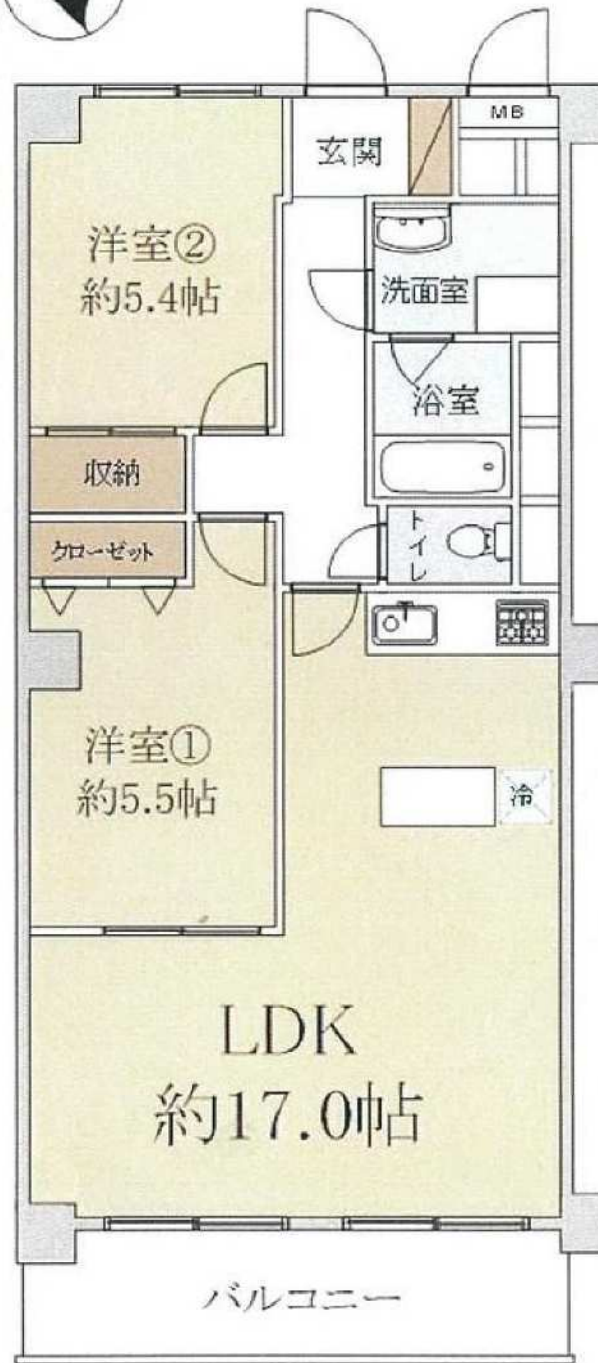 MB
玄関
洋室②
約5.4帖
洗面室
浴室
収納
クローゼット
トイレ
洋室①
約5.5帖
冷
LDK
約17.0帖
バルコニー